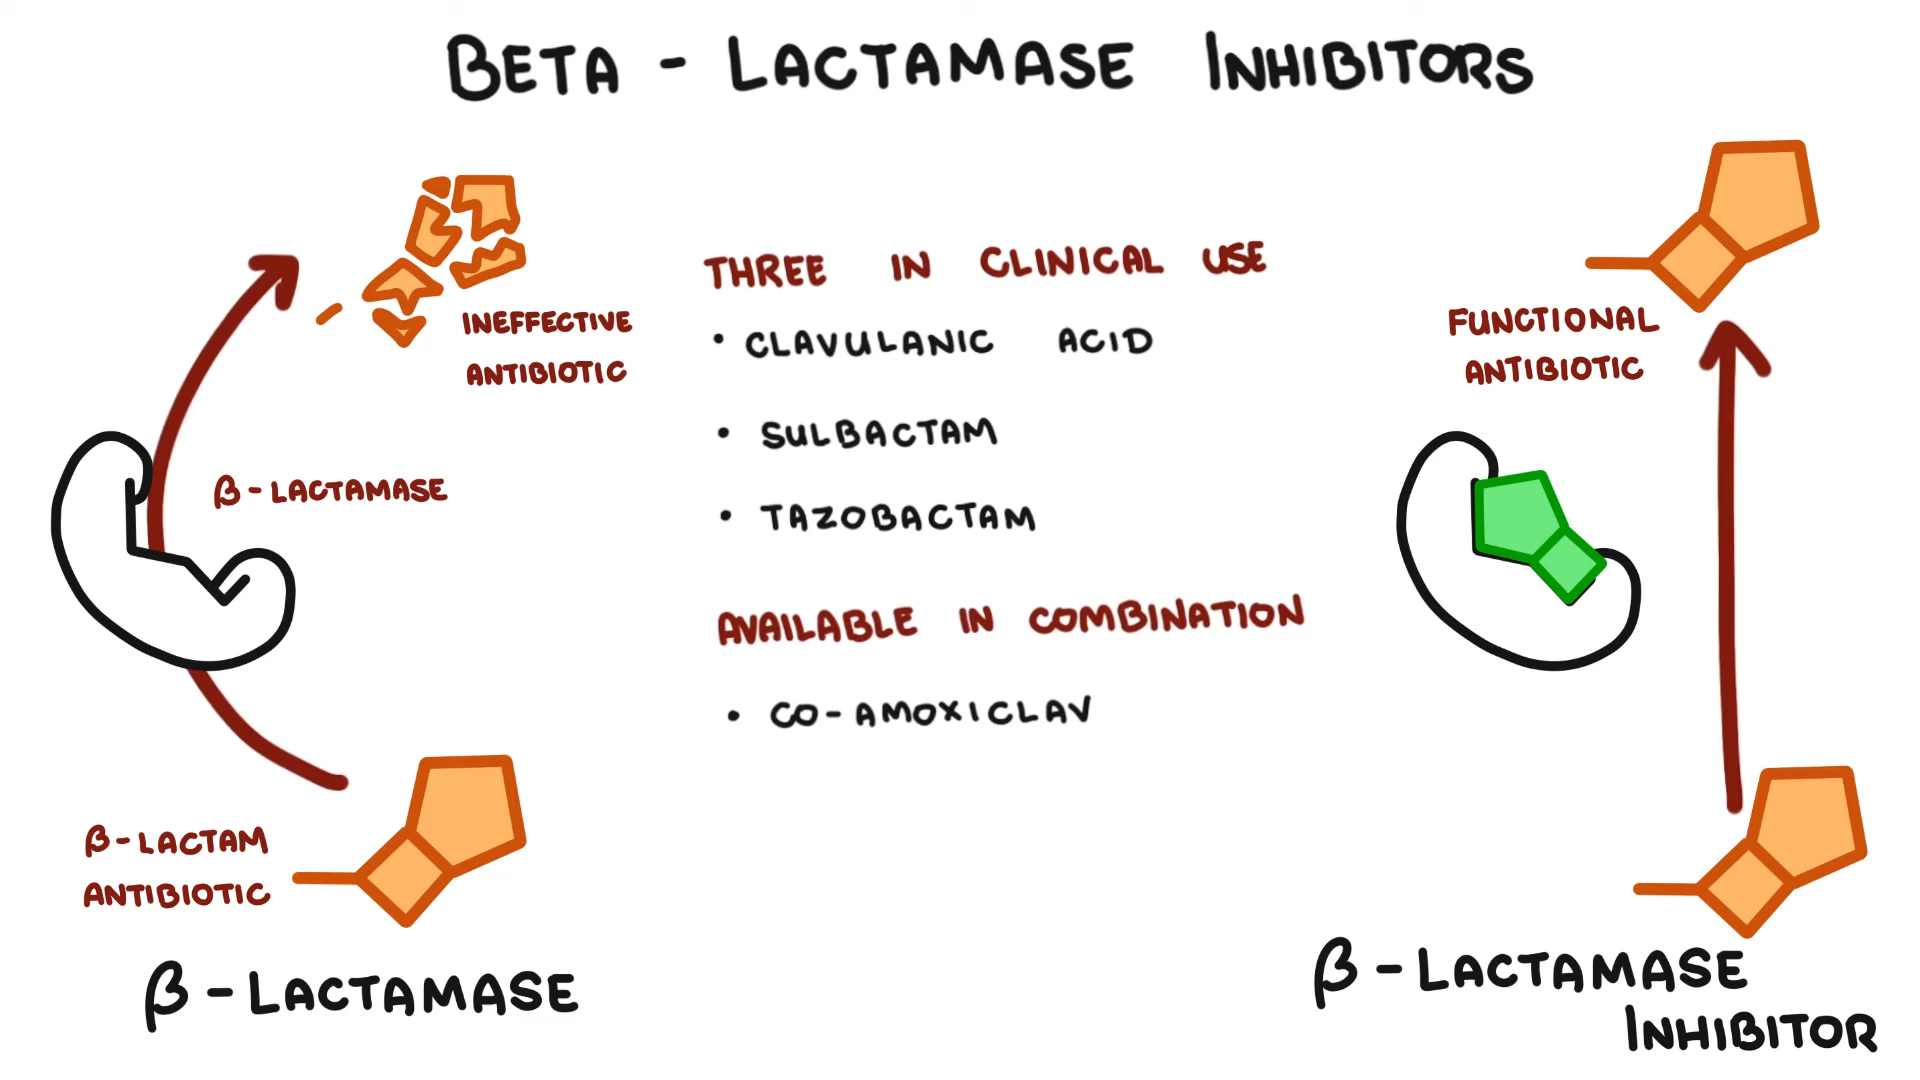 BETA - LACTAMASE INHIBITORS
INEFFECTIVE
ANTIBIOTIC
β - LACTAMASE
β - LACTAM
ANTIBIOTIC
β - LACTAMASE
THREE IN CLINICAL USE
• CLAVULANIC ACID
• SULBACTAM
• TAZOBACTAM
AVAILABLE IN COMBINATION
• CO-AMOXICLAV
FUNCTIONAL
ANTIBIOTIC
β - LACTAMASE
INHIBITOR